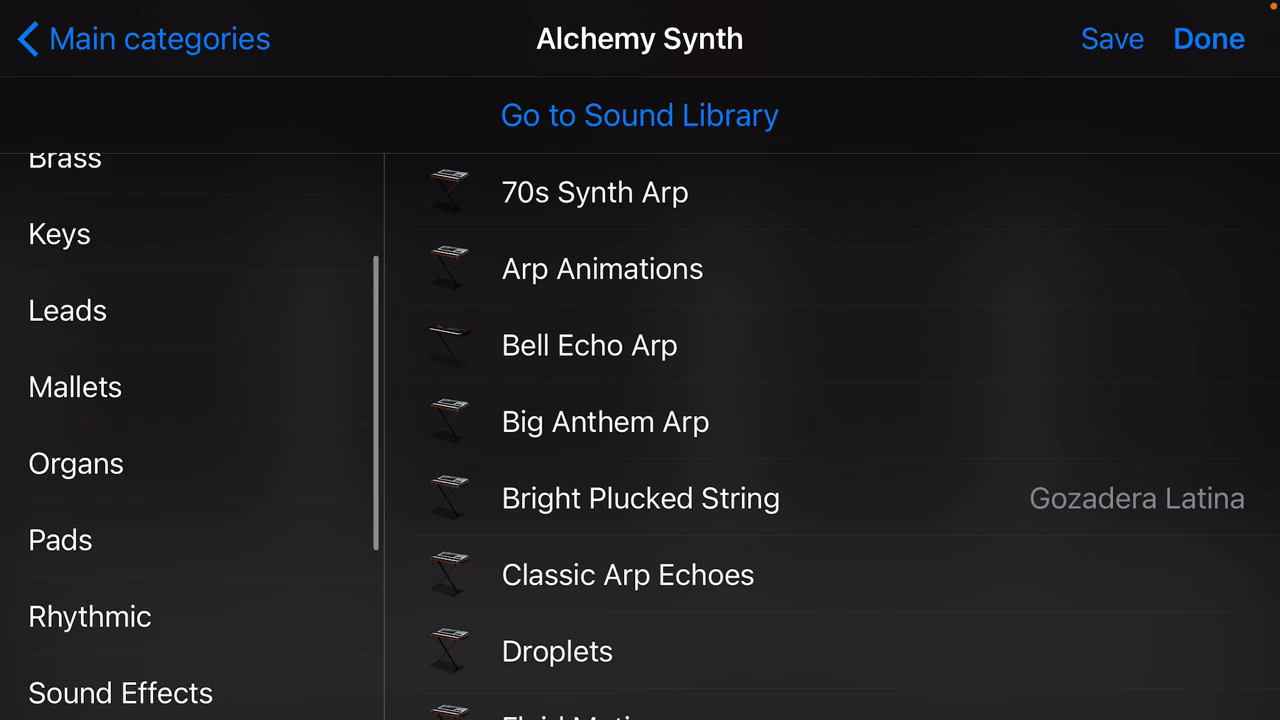 Main categories
Alchemy Synth
Save
Done
Go to Sound Library
Brass
Keys
Leads
Mallets
Organs
Pads
Rhythmic
Sound Effects
70s Synth Arp
Arp Animations
Bell Echo Arp
Big Anthem Arp
Bright Plucked String
Gozadera Latina
Classic Arp Echoes
Droplets